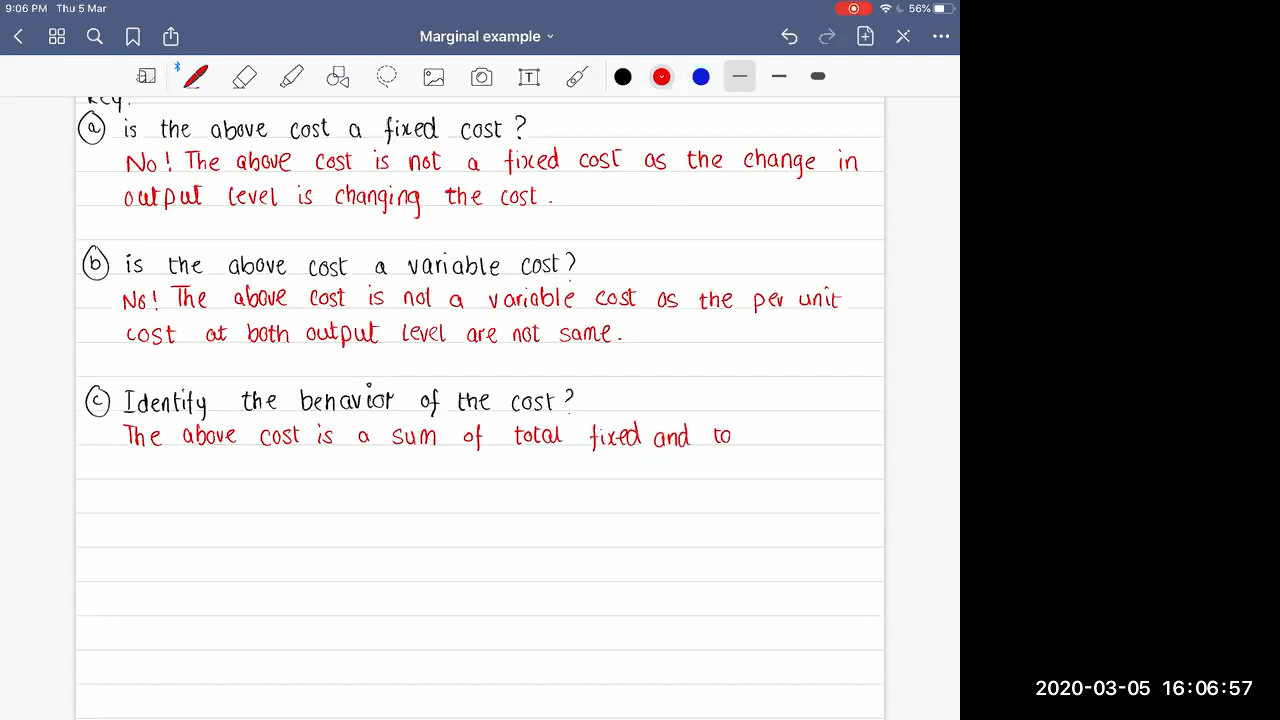 9:06 PM Thu 5 Mar
56%
Marginal example
Key:
a is the above cost a fixed cost?
No! The above cost is not a fixed cost as the change in
output level is changing the cost.
b is the above cost a variable cost?
No! The above cost is not a variable cost as the per unit
cost at both output level are not same.
c Identify the behavior of the cost?
The above cost is a sum of total fixed and to
2020-03-05 16:06:57